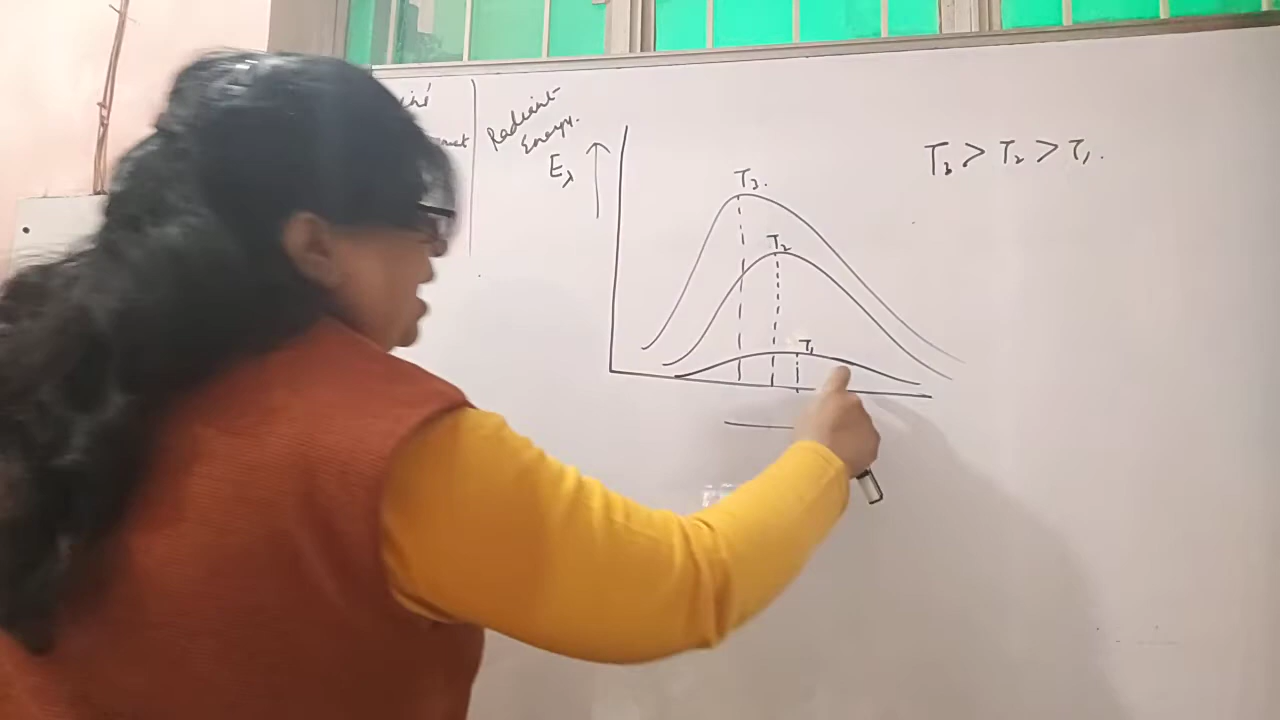 Radiant
Energy.
Eλ
T3 > T2 > T1.
T3.
T2
T1